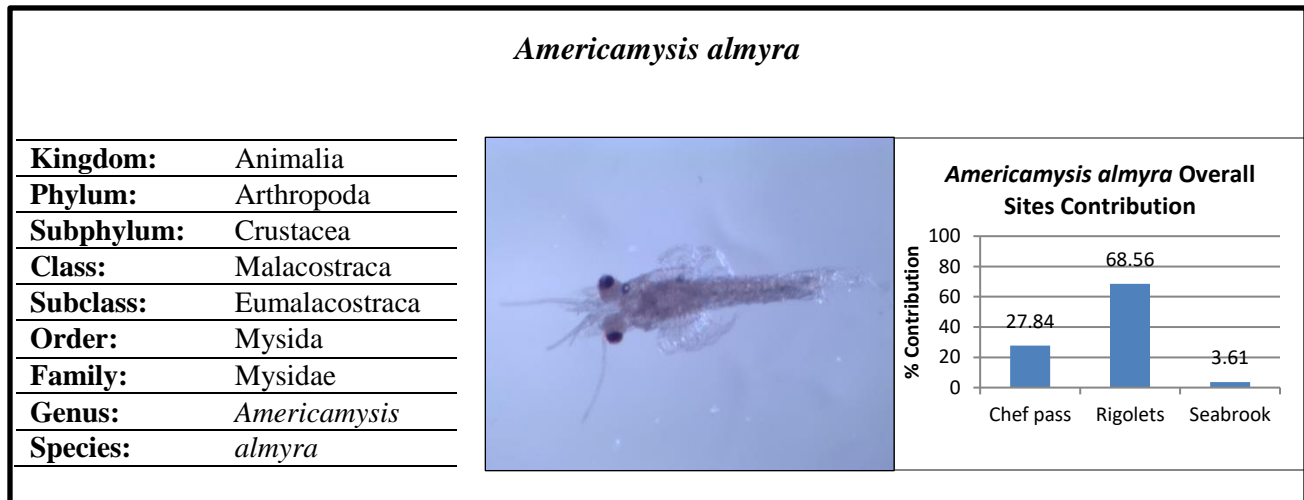 Americamysis almyra
Kingdom: Animalia
Phylum: Arthropoda
Subphylum: Crustacea
Class: Malacostraca
Subclass: Eumalacostraca
Order: Mysida
Family: Mysidae
Genus: Americamysis
Species: almyra
Americamysis almyra Overall
Sites Contribution
% Contribution
100
80
60
40
20
0
27.84
68.56
3.61
Chef pass Rigolets Seabrook